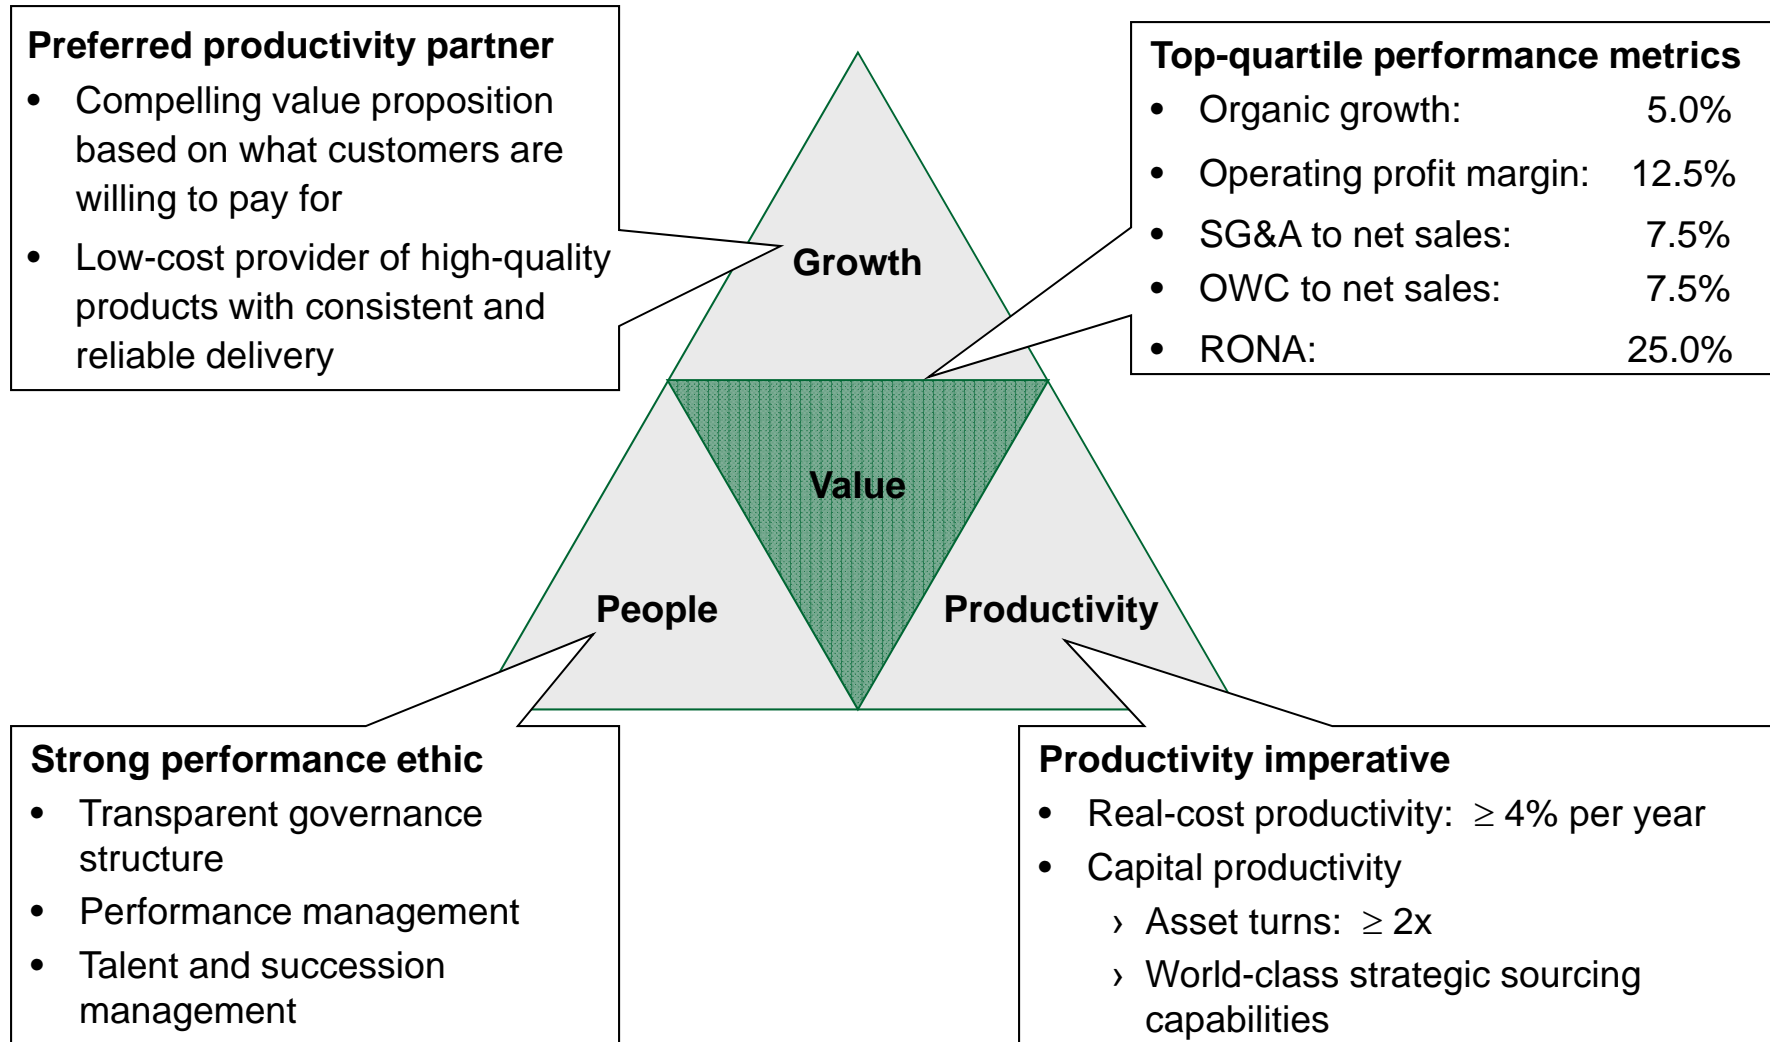 Preferred productivity partner
• Compelling value proposition
based on what customers are
willing to pay for
• Low-cost provider of high-quality
products with consistent and
reliable delivery
Top-quartile performance metrics
• Organic growth: 5.0%
• Operating profit margin: 12.5%
• SG&A to net sales: 7.5%
• OWC to net sales: 7.5%
• RONA: 25.0%
Growth
Value
People
Productivity
Strong performance ethic
• Transparent governance
structure
• Performance management
• Talent and succession
management
Productivity imperative
• Real-cost productivity: ≥ 4% per year
• Capital productivity
› Asset turns: ≥ 2x
› World-class strategic sourcing
capabilities